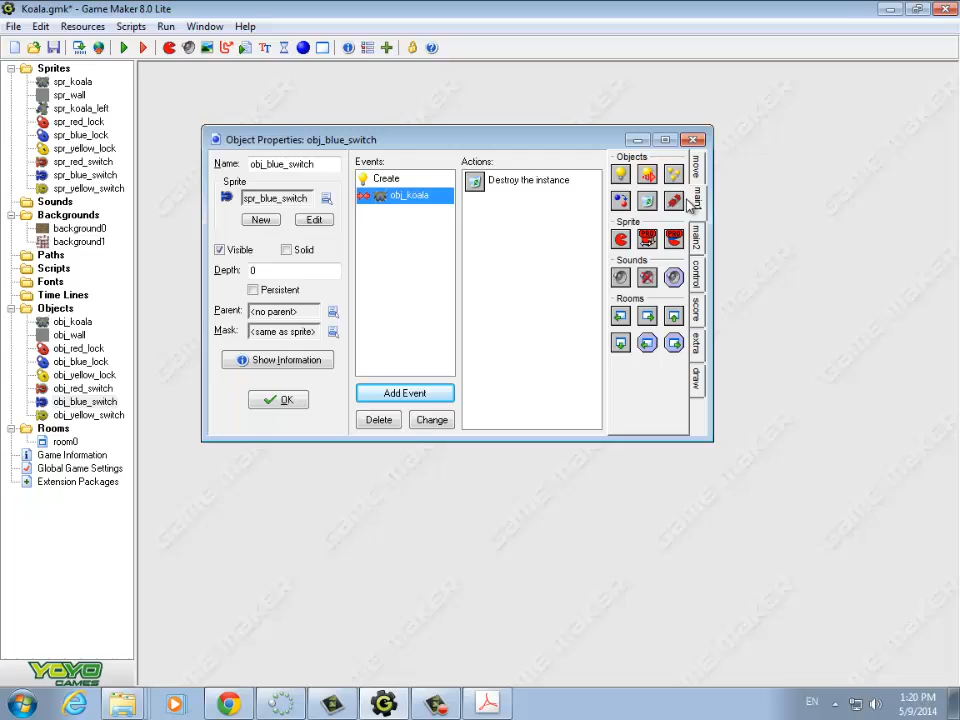 Koala.gmk* - Game Maker 8.0 Lite
File Edit Resources Scripts Run Window Help
Sprites
spr_koala
spr_wall
spr_koala_left
spr_red_lock
spr_blue_lock
spr_yellow_lock
spr_red_switch
spr_blue_switch
spr_yellow_switch
Sounds
Backgrounds
background0
background1
Paths
Scripts
Fonts
Time Lines
Objects
obj_koala
obj_wall
obj_red_lock
obj_blue_lock
obj_yellow_lock
obj_red_switch
obj_blue_switch
obj_yellow_switch
Rooms
room0
Game Information
Global Game Settings
Extension Packages
YOYO
GAMES
Object Properties: obj_blue_switch
Name: obj_blue_switch
Sprite
spr_blue_switch
New Edit
Visible Solid
Depth: 0
Persistent
Parent: <no parent>
Mask: <same as sprite>
Show Information
OK
Events:
Create
obj_koala
Add Event
Delete Change
Actions:
Destroy the instance
Objects
Sprite
Sounds
Rooms
move
main1
main2
control
score
extra
draw
EN
1:20 PM
5/9/2014